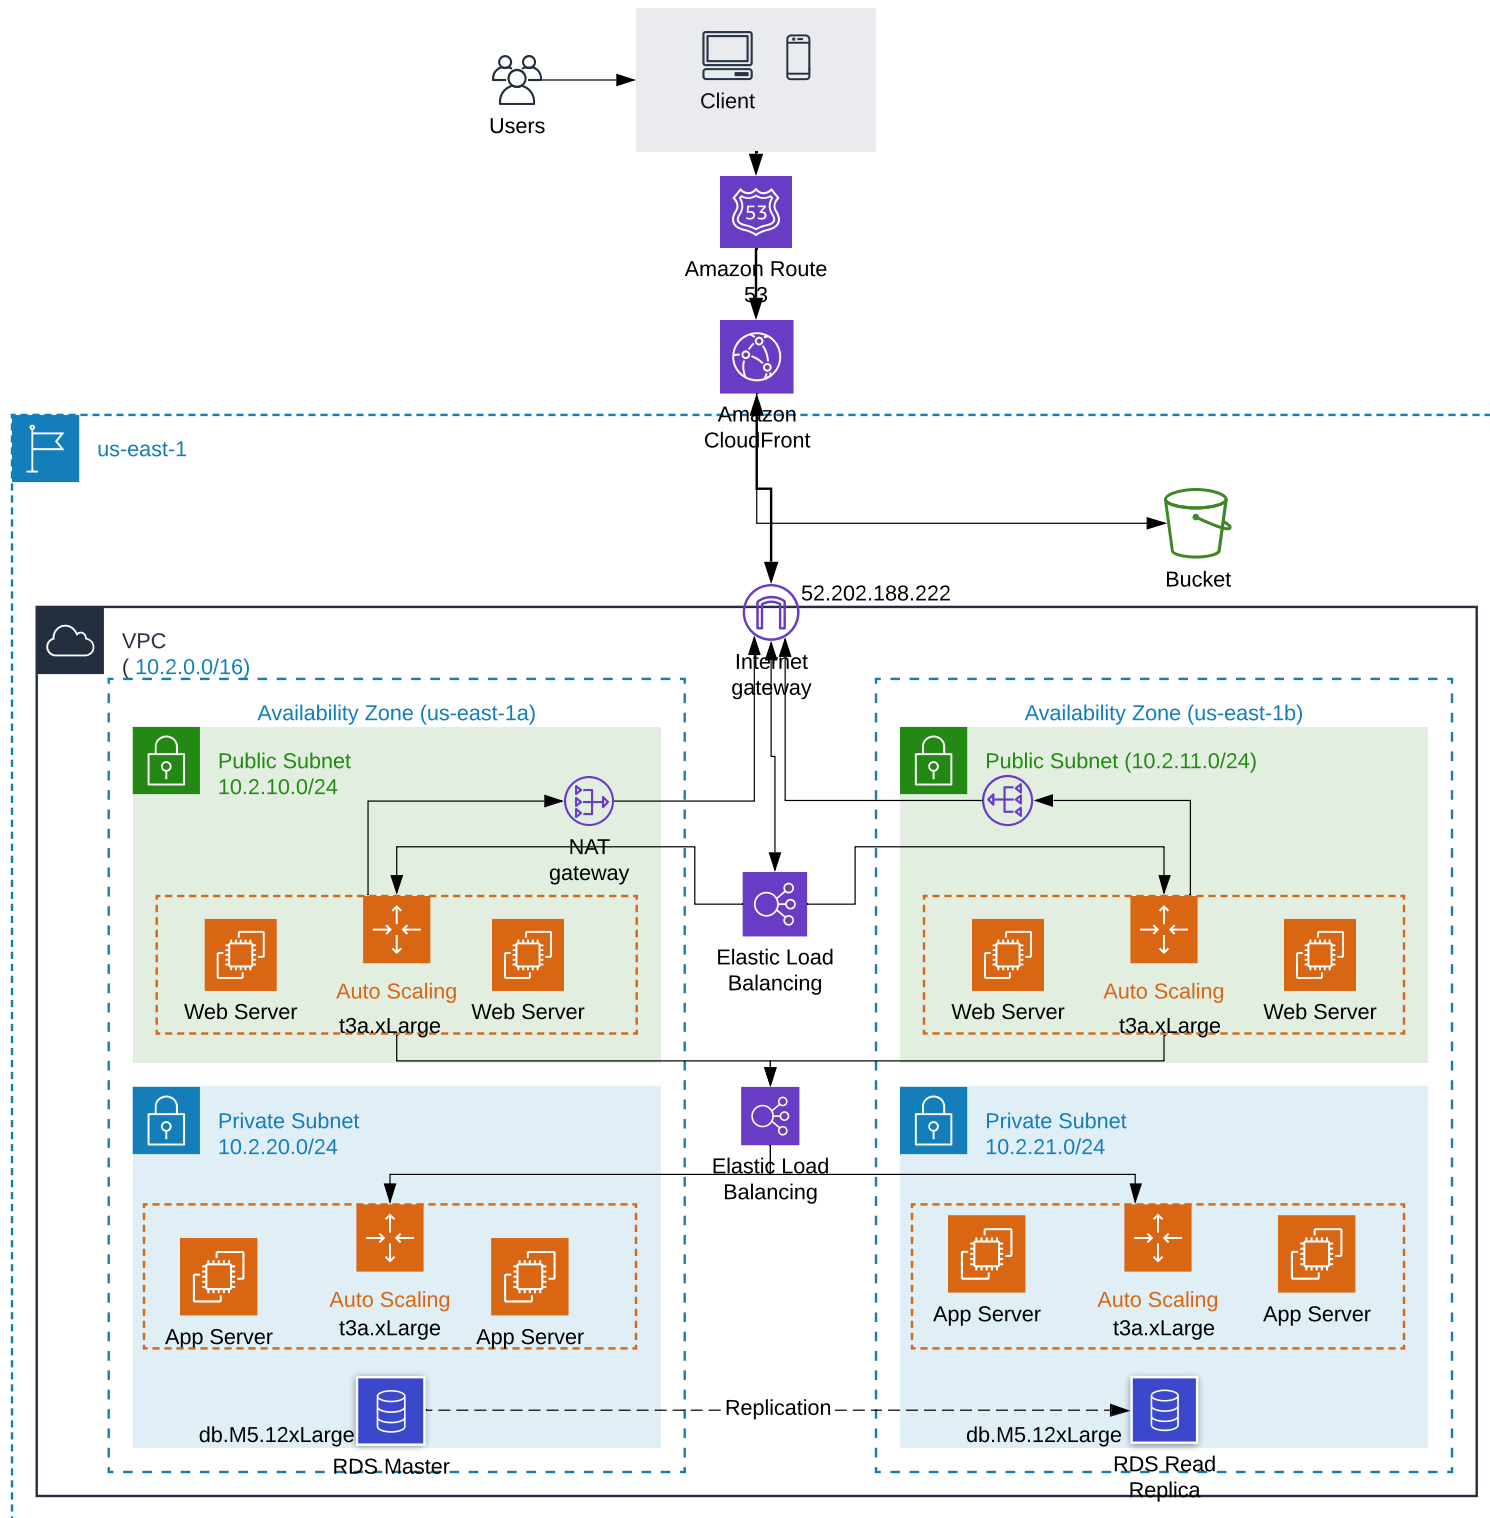 Users
Client
53
Amazon Route
53
Amazon
CloudFront
us-east-1
Bucket
52.202.188.222
VPC
( 10.2.0.0/16)
Internet
gateway
Availability Zone (us-east-1a)
Availability Zone (us-east-1b)
Public Subnet
10.2.10.0/24
Public Subnet (10.2.11.0/24)
NAT
gateway
Elastic Load
Balancing
Web Server
Auto Scaling
t3a.xLarge
Web Server
Web Server
Auto Scaling
t3a.xLarge
Web Server
Private Subnet
10.2.20.0/24
Elastic Load
Balancing
Private Subnet
10.2.21.0/24
App Server
Auto Scaling
t3a.xLarge
App Server
App Server
Auto Scaling
t3a.xLarge
App Server
Replication
db.M5.12xLarge
RDS Master
db.M5.12xLarge
RDS Read
Replica